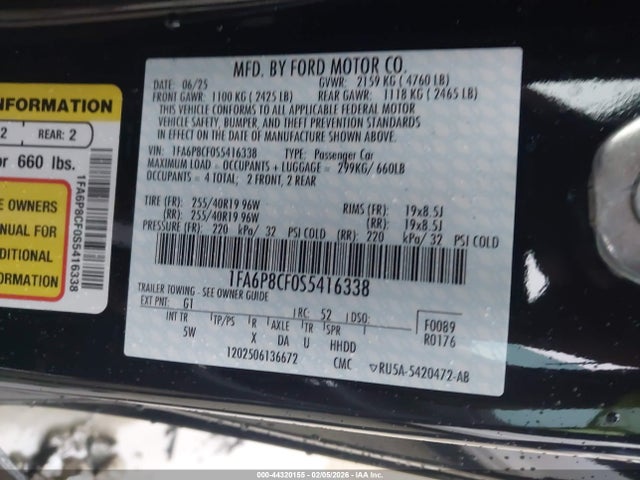 INFORMATION
2 REAR: 2
or 660 lbs.
E OWNERS
MANUAL FOR
ADDITIONAL
FORMATION
1FA6P8CF0S5416338
MFD. BY FORD MOTOR CO.
DATE: 06/25 GVWR: 2159 KG ( 4760 LB)
FRONT GAWR: 1100 KG ( 2425 LB) REAR GAWR: 1118 KG ( 2465 LB)
THIS VEHICLE CONFORMS TO ALL APPLICABLE FEDERAL MOTOR
VEHICLE SAFETY, BUMPER, AND THEFT PREVENTION STANDARDS
IN EFFECT ON THE DATE OF MANUFACTURE SHOWN ABOVE.
VIN: 1FA6P8CF0S5416338 TYPE: Passenger Car
MAXIMUM LOAD = OCCUPANTS + LUGGAGE = 299KG/ 660LB
OCCUPANTS = 4 TOTAL; 2 FRONT, 2 REAR
TIRE (FR): 255/40R19 96W RIMS (FR): 19x8.5J
(RR): 255/40R19 96W (RR): 19x8.5J
PRESSURE (FR): 220 kPa/ 32 PSI COLD (RR): 220 kPa/ 32 PSI COLD
1FA6P8CF0S5416338
TRAILER TOWING - SEE OWNER GUIDE
EXT PNT: G1 RC: 52 DSO: F0089
INT TR TP/PS R AXLE TR SPR R0176
5W X DA U HHDD
1202506136672 CMC ▽RU5A-5420472-AB
000-44320155 - 02/05/2026 - IAA Inc.